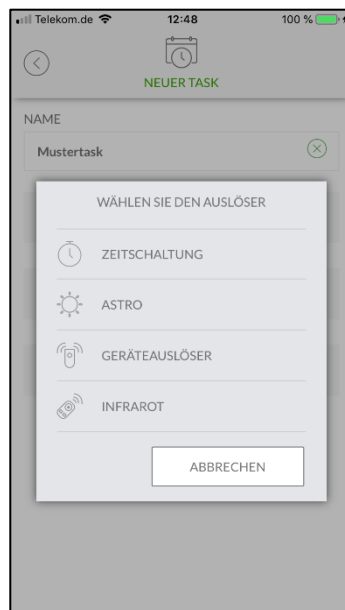 Telekom.de 12:48 100 %
NEUER TASK
NAME
Mustertask
WÄHLEN SIE DEN AUSLÖSER
ZEITSCHALTUNG
ASTRO
GERÄTEAUSLÖSER
INFRAROT
ABBRECHEN